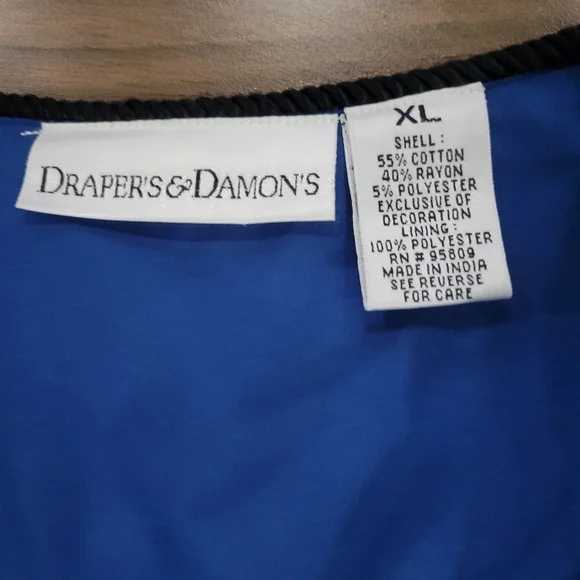 DRAPER'S & DAMON'S
XL
SHELL:
55% COTTON
40% RAYON
5% POLYESTER
EXCLUSIVE OF
DECORATION
LINING:
100% POLYESTER
RN # 95809
MADE IN INDIA
SEE REVERSE
FOR CARE